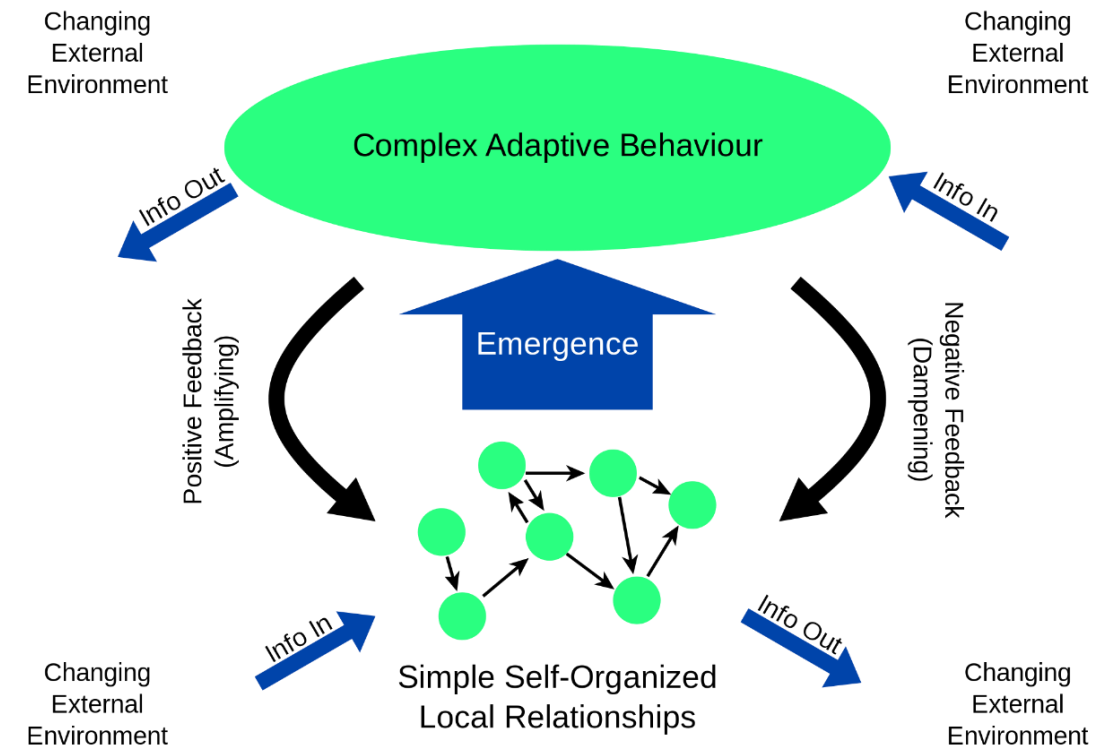 Changing
External
Environment
Changing
External
Environment
Complex Adaptive Behaviour
Info Out
Info In
Positive Feedback
(Amplifying)
Emergence
Negative Feedback
(Dampening)
Info In
Info Out
Simple Self-Organized
Local Relationships
Changing
External
Environment
Changing
External
Environment